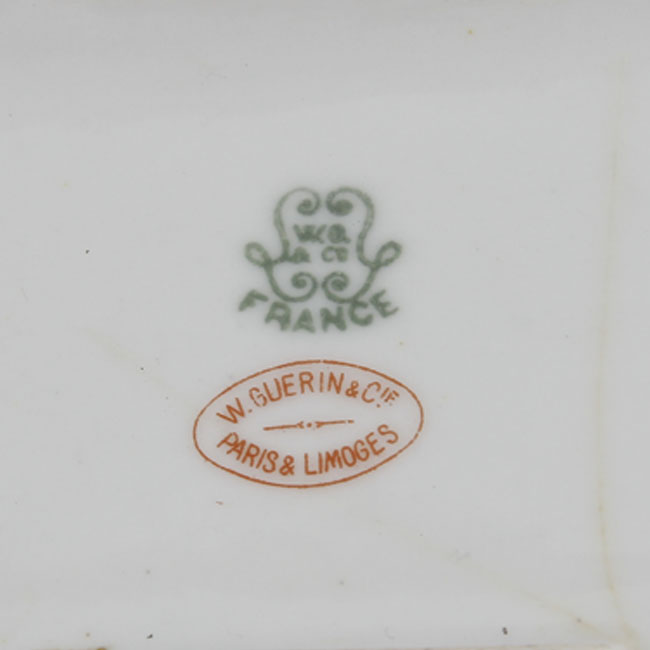 W.G.
& Co
FRANCE
W. GUERIN & CIE
PARIS & LIMOGES